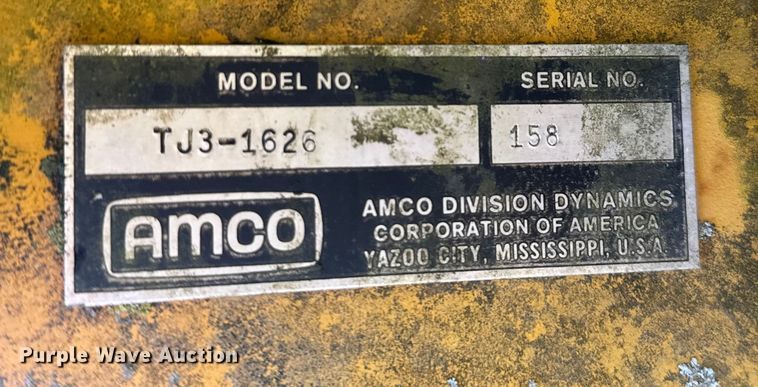 MODEL NO. SERIAL NO.
TJ3-1626 158
AMCO
AMCO DIVISION DYNAMICS
CORPORATION OF AMERICA
YAZOO CITY, MISSISSIPPI, U.S.A.
Purple Wave Auction